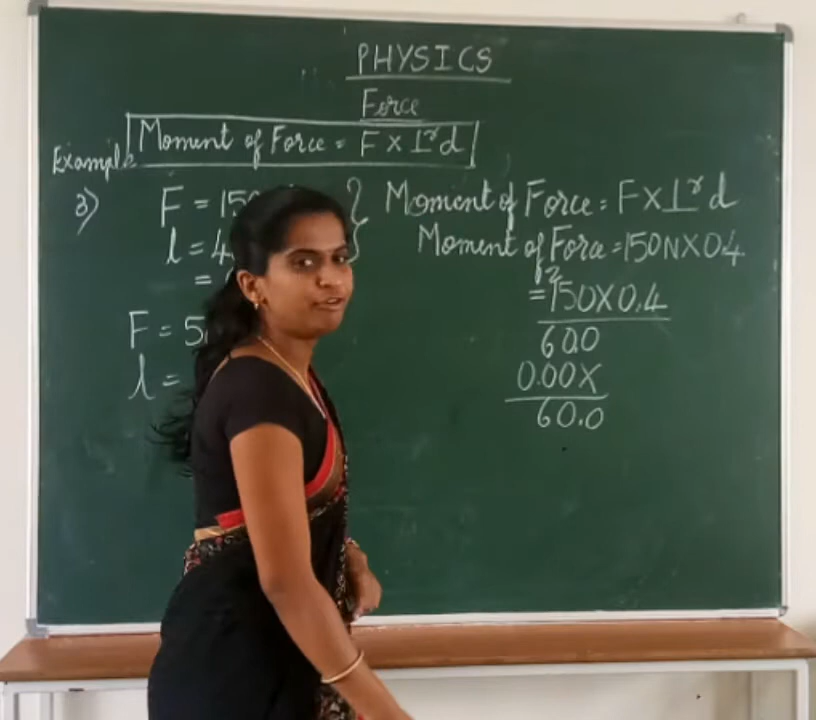 PHYSICS
Force
Moment of Force = F X ⊥ʳ d
Example
3)
F = 150
l = 4
=
F = 5
l =
Moment of Force = F X ⊥ʳ d
Moment of Force = 150N X 0.4
= 150 X 0.4
60.0
0.00X
60.0